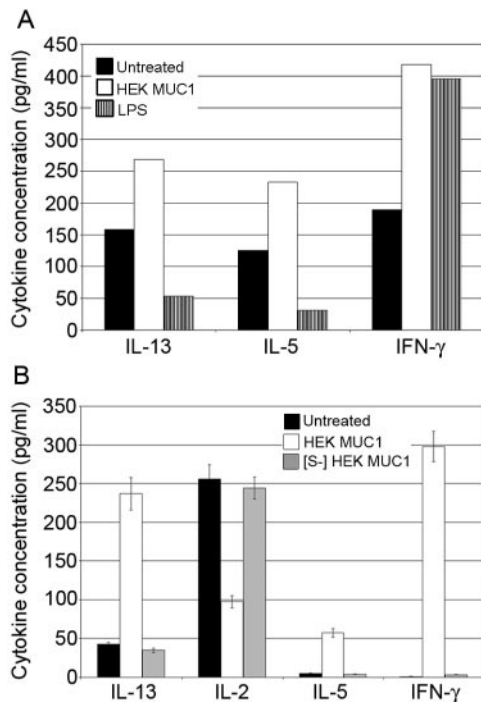 A
Cytokine concentration (pg/ml)
450
400
350
300
250
200
150
100
50
0
Untreated
HEK MUC1
LPS
IL-13 IL-5 IFN-γ
B
Cytokine concentration (pg/ml)
350
300
250
200
150
100
50
0
Untreated
HEK MUC1
[S-] HEK MUC1
IL-13 IL-2 IL-5 IFN-γ